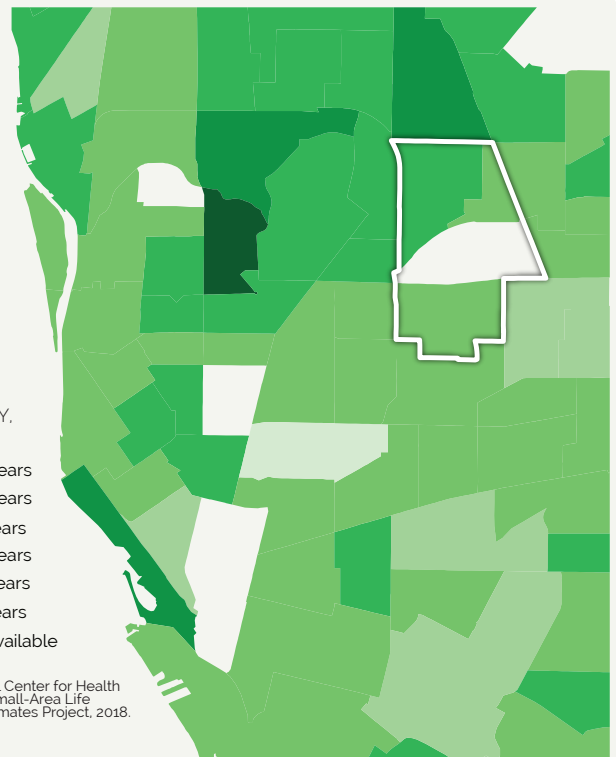 Y,
ears
ears
ears
ears
ears
ears
vailable
Center for Health
mall-Area Life
mates Project, 2018.